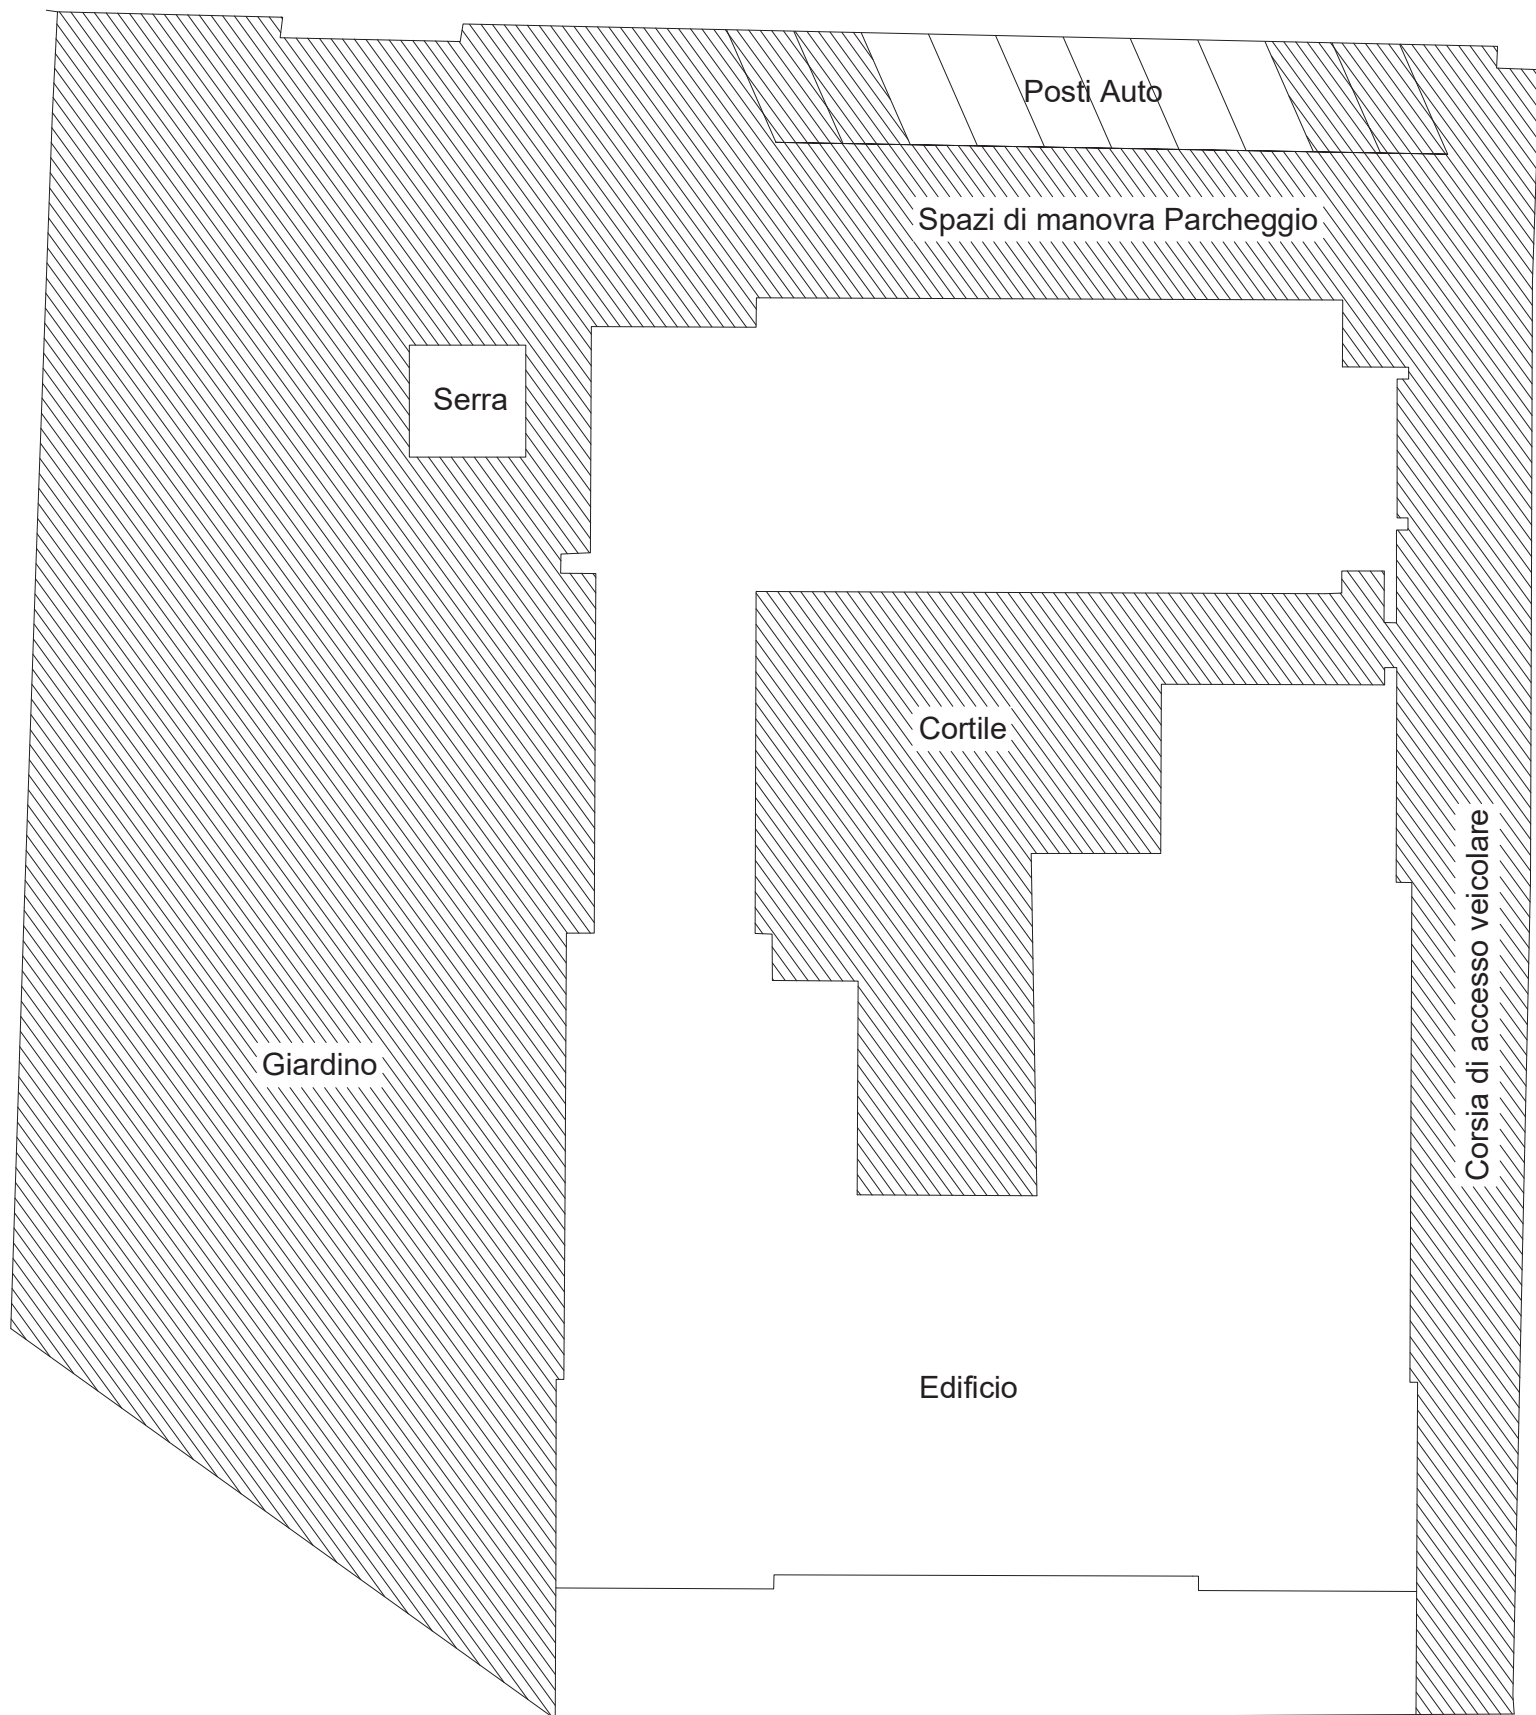 Posti Auto
Spazi di manovra Parcheggio
Serra
Cortile
Corsia di accesso veicolare
Giardino
Edificio